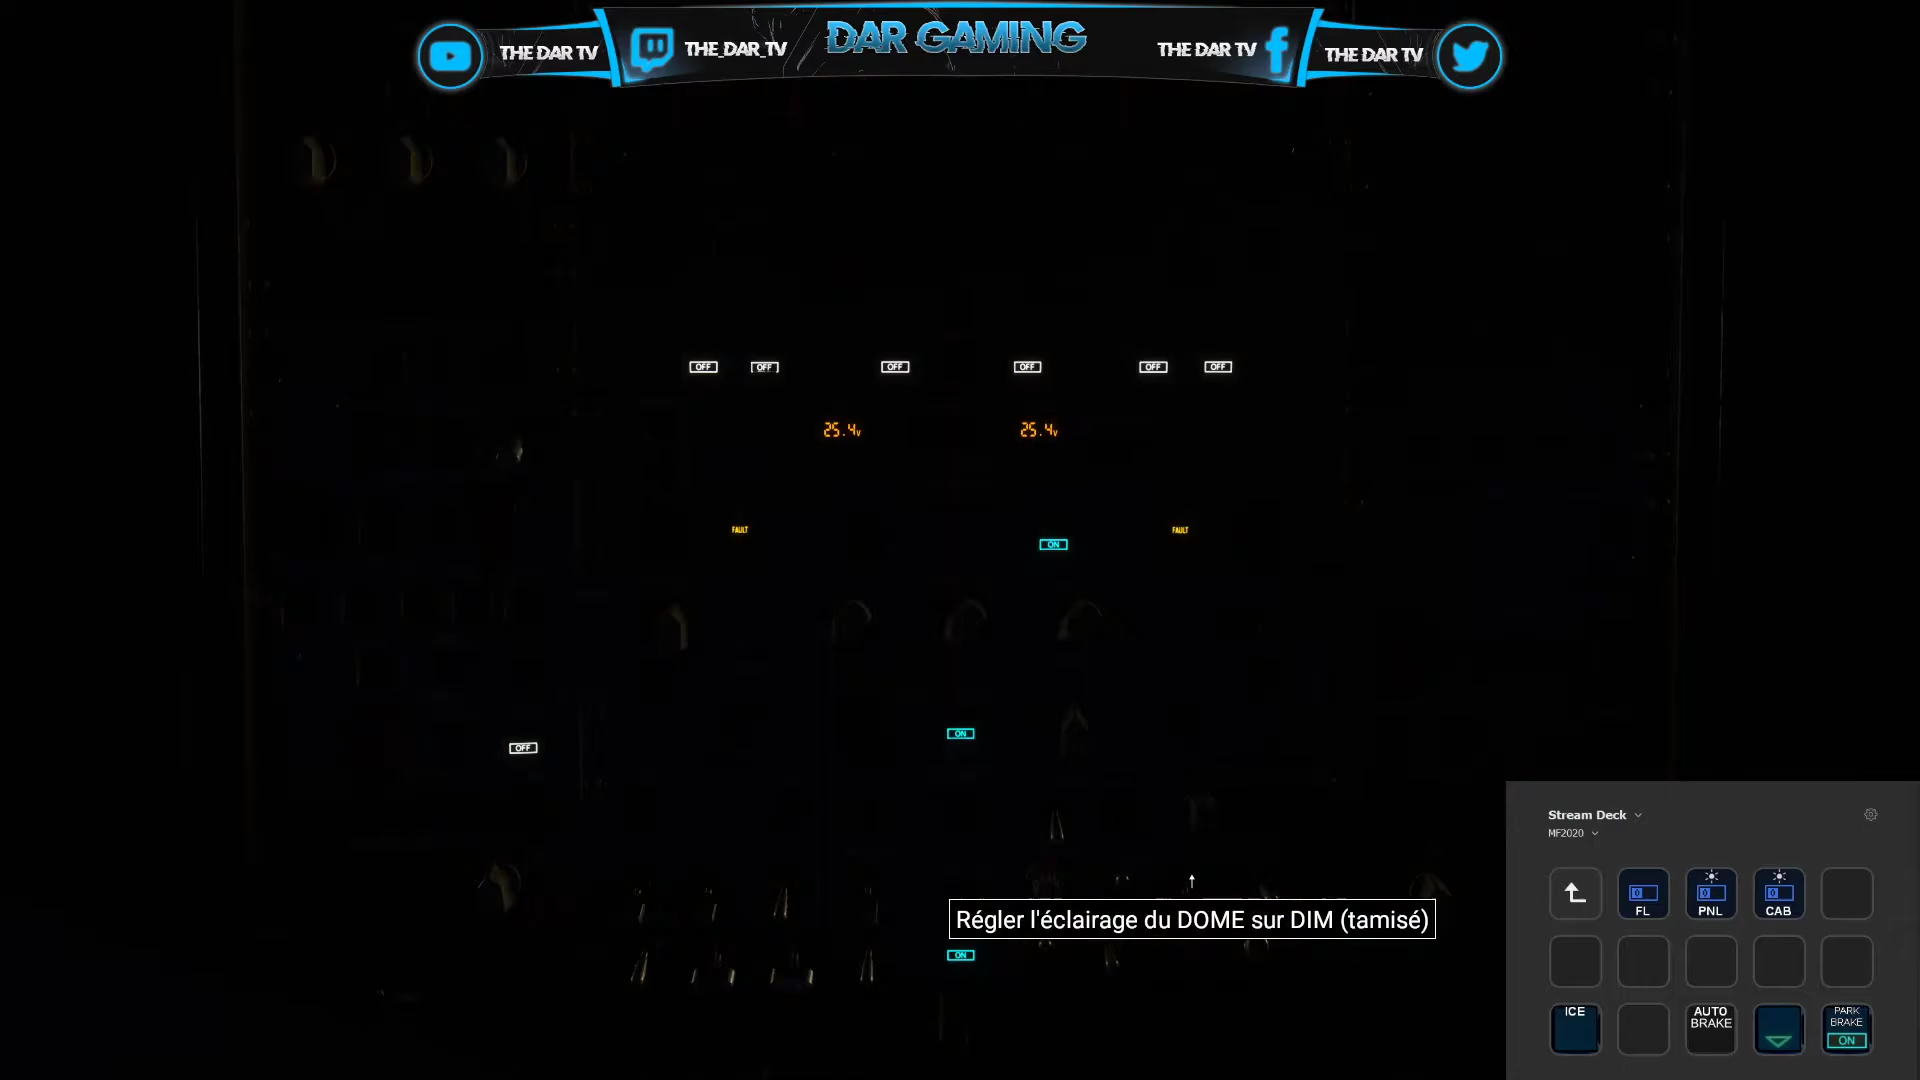 THE DAR TV
THE_DAR_TV
DAR GAMING
THE DAR TV
THE DAR TV
OFF OFF OFF OFF OFF OFF
25.4V 25.4V
FAULT FAULT
ON
ON
OFF
Régler l'éclairage du DOME sur DIM (tamisé)
ON
Stream Deck
MF2020
FL PNL CAB
ICE
AUTO BRAKE
PARK BRAKE
ON